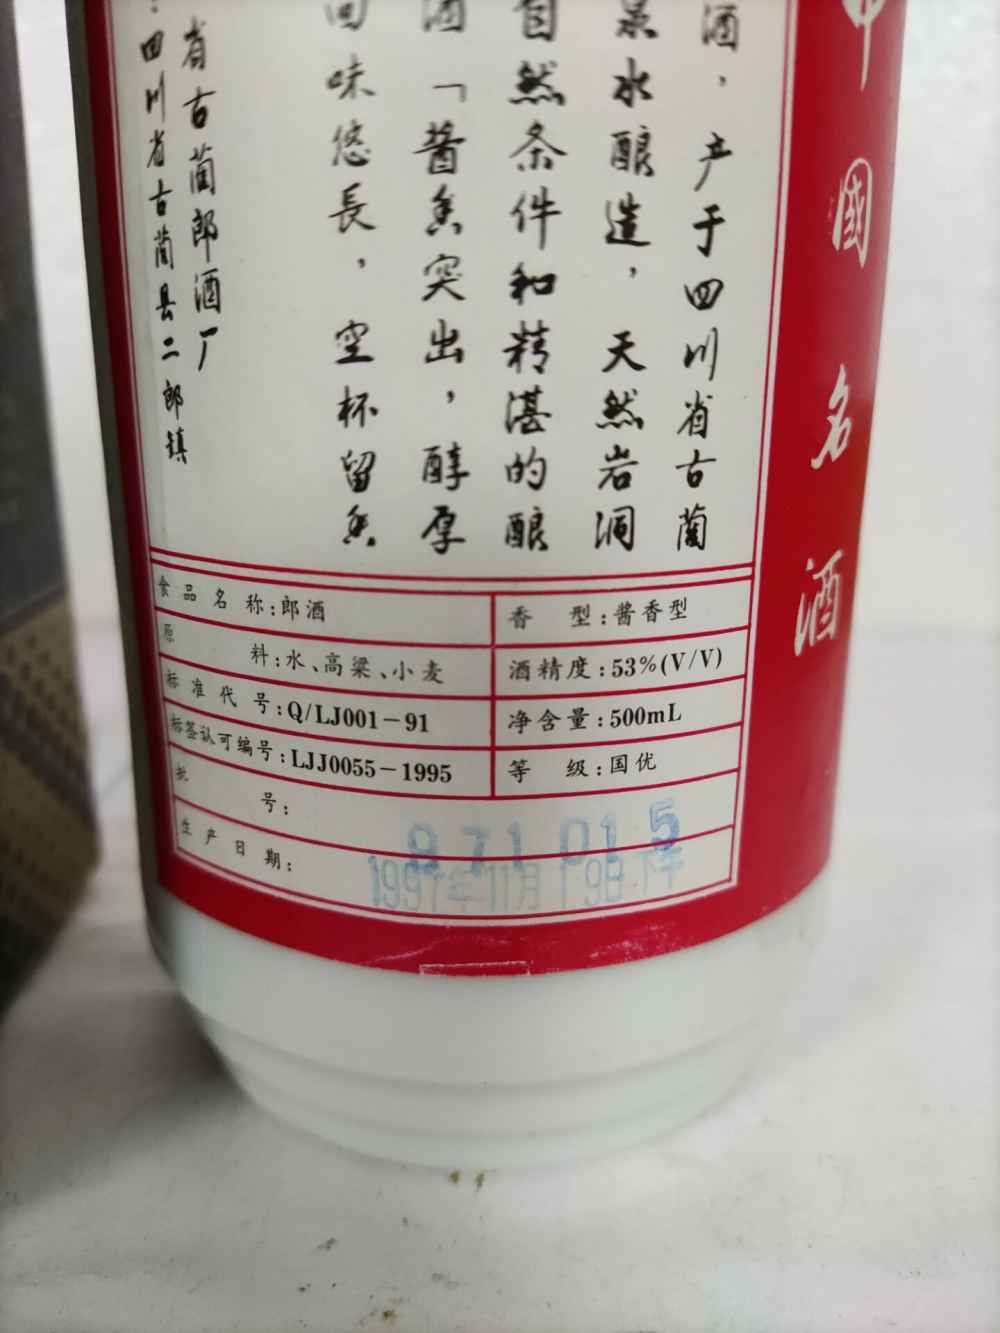 中國名酒
酒，产于四川省古蔺
泉水酿造，天然岩洞
自然条件和精湛的酿
酒「酱香突出，醇厚
回味悠長，空杯留香
省古蔺郎酒厂
：四川省古蔺县二郎镇
食品名称：郎酒
香 型：酱香型
原 料：水、高粱、小麦
酒精度：53%(V/V)
标准代号：Q/LJ001-91
净含量：500mL
标签认可编号：LJJ0055-1995
等 级：国优
批 号：
971015
生产日期：
1997年11月19日